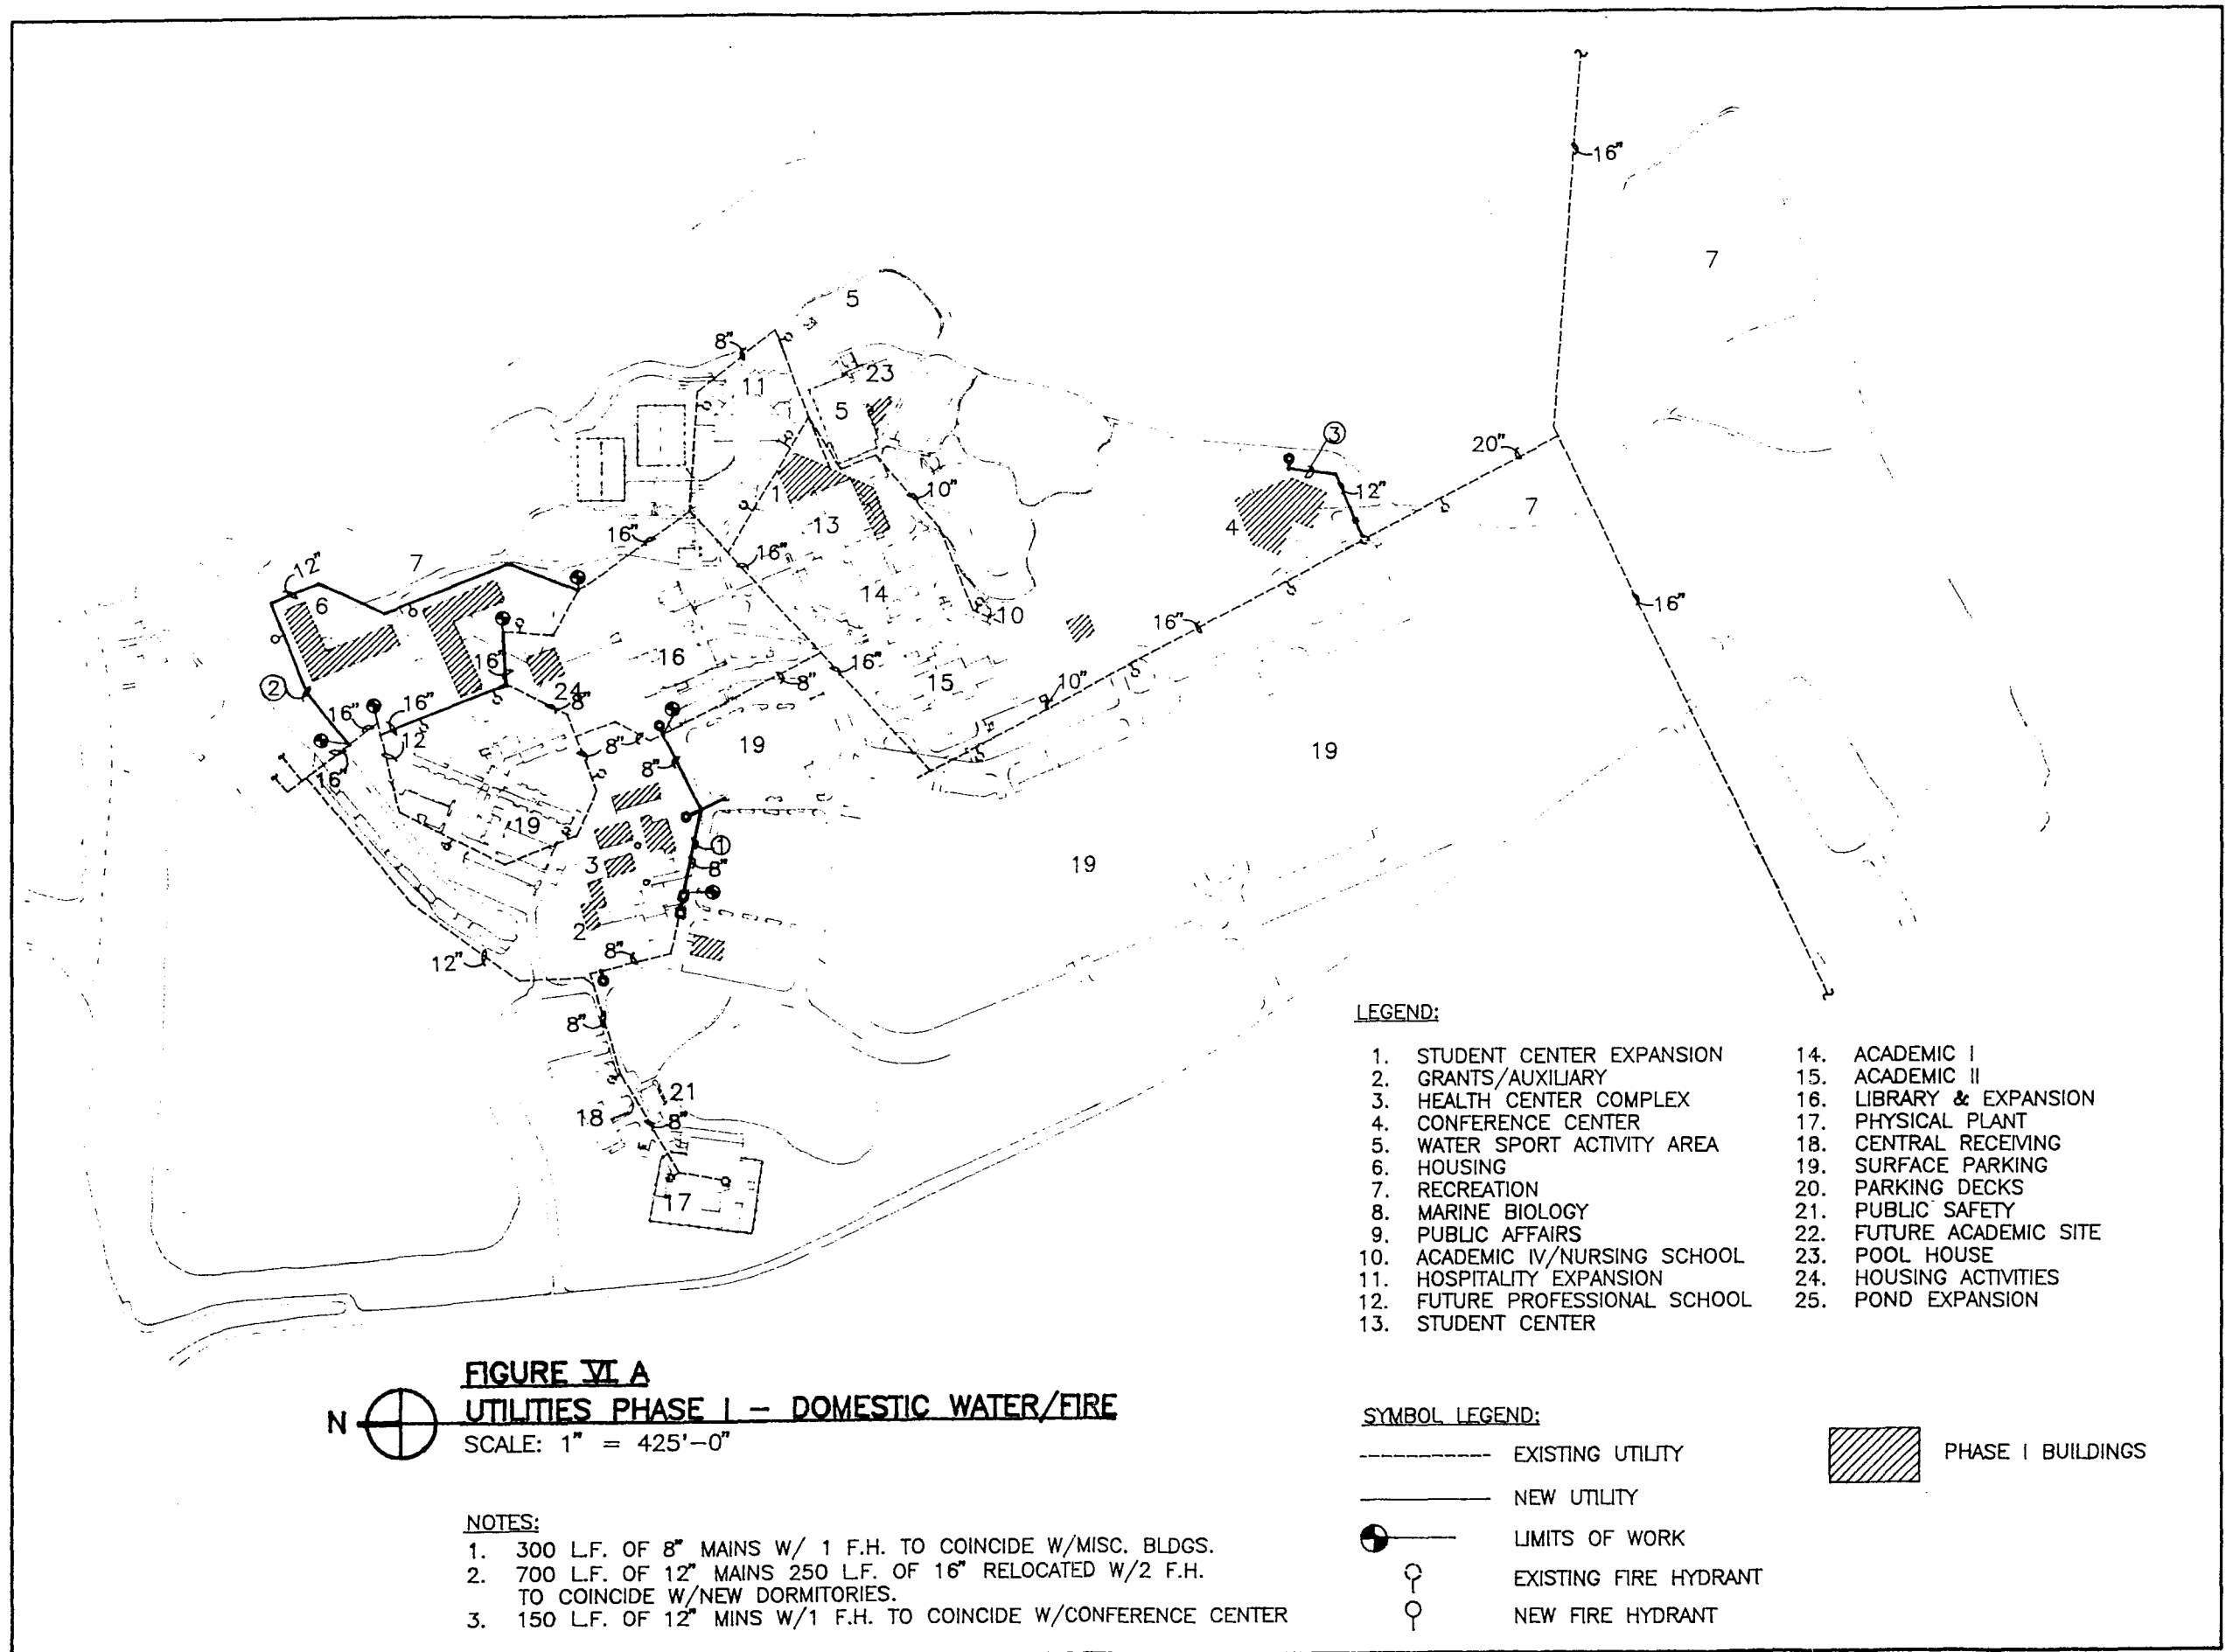 16"
7
5
8"
11
23
5
3
20"
10"
12"
1
4
7
13
16"
16"
7
12"
6
14
10
16"
16"
16"
16
16"
24
8"
16"
8"
15
10"
2
16"
16"
12
8"
19
19
16"
8"
19
1
3
8"
19
2
8"
12"
8"
21
18
8"
17
LEGEND:
1. STUDENT CENTER EXPANSION
2. GRANTS/AUXILIARY
3. HEALTH CENTER COMPLEX
4. CONFERENCE CENTER
5. WATER SPORT ACTIVITY AREA
6. HOUSING
7. RECREATION
8. MARINE BIOLOGY
9. PUBLIC AFFAIRS
10. ACADEMIC IV/NURSING SCHOOL
11. HOSPITALITY EXPANSION
12. FUTURE PROFESSIONAL SCHOOL
13. STUDENT CENTER
14. ACADEMIC I
15. ACADEMIC II
16. LIBRARY & EXPANSION
17. PHYSICAL PLANT
18. CENTRAL RECEIVING
19. SURFACE PARKING
20. PARKING DECKS
21. PUBLIC SAFETY
22. FUTURE ACADEMIC SITE
23. POOL HOUSE
24. HOUSING ACTIVITIES
25. POND EXPANSION
FIGURE VI A
N UTILITIES PHASE I – DOMESTIC WATER/FIRE
SCALE: 1" = 425'-0"
NOTES:
1. 300 L.F. OF 8" MAINS W/ 1 F.H. TO COINCIDE W/MISC. BLDGS.
2. 700 L.F. OF 12" MAINS 250 L.F. OF 16" RELOCATED W/2 F.H.
TO COINCIDE W/NEW DORMITORIES.
3. 150 L.F. OF 12" MINS W/1 F.H. TO COINCIDE W/CONFERENCE CENTER
SYMBOL LEGEND:
EXISTING UTILITY
NEW UTILITY
LIMITS OF WORK
EXISTING FIRE HYDRANT
NEW FIRE HYDRANT
PHASE I BUILDINGS